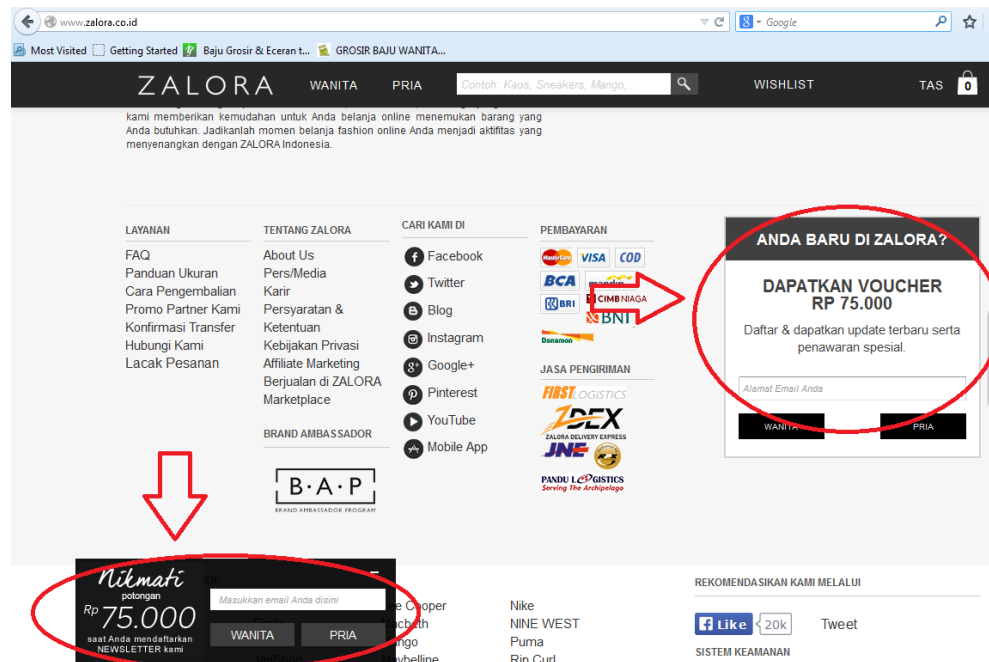 www.zalora.co.id
Google
Most Visited Getting Started Baju Grosir & Eceran t... GROSIR BAJU WANITA...
ZALORA WANITA PRIA Contoh: Kaos, Sneakers, Mango,... WISHLIST TAS 0
kami memberikan kemudahan untuk Anda belanja online menemukan barang yang
Anda butuhkan. Jadikanlah momen belanja fashion online Anda menjadi aktifitas yang
menyenangkan dengan ZALORA Indonesia.
LAYANAN
FAQ
Panduan Ukuran
Cara Pengembalian
Promo Partner Kami
Konfirmasi Transfer
Hubungi Kami
Lacak Pesanan
TENTANG ZALORA
About Us
Pers/Media
Karir
Persyaratan &
Ketentuan
Kebijakan Privasi
Affiliate Marketing
Berjualan di ZALORA
Marketplace
BRAND AMBASSADOR
B·A·P
BRAND AMBASSADOR PROGRAM
CARI KAMI DI
Facebook
Twitter
Blog
Instagram
Google+
Pinterest
YouTube
Mobile App
PEMBAYARAN
MasterCard VISA COD
BCA mandiri
BRI CIMB NIAGA
BNI
Danamon
JASA PENGIRIMAN
FIRST LOGISTICS
ZDEX
ZALORA DELIVERY EXPRESS
JNE
PANDU LOGISTICS
Serving The Archipelago
ANDA BARU DI ZALORA?
DAPATKAN VOUCHER
RP 75.000
Daftar & dapatkan update terbaru serta
penawaran spesial.
Alamat Email Anda
WANITA PRIA
Nikmati
potongan
Rp 75.000
saat Anda mendaftarkan
NEWSLETTER kami
Masukkan email Anda disini
WANITA PRIA
TOP
Cooper
Nike
NINE WEST
Puma
Rip Curl
REKOMENDASIKAN KAMI MELALUI
Like 20k Tweet
SISTEM KEAMANAN